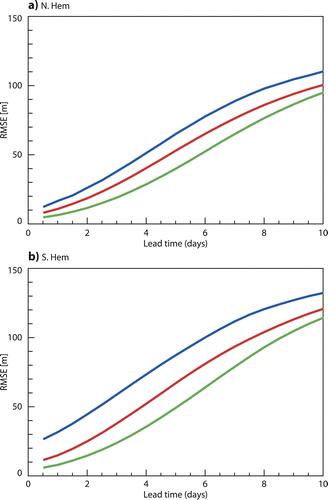 a) N. Hem
150
100
50
0
RMSE [m]
0 2 4 6 8 10
Lead time (days)
b) S. Hem
150
100
50
0
RMSE [m]
0 2 4 6 8 10
Lead time (days)